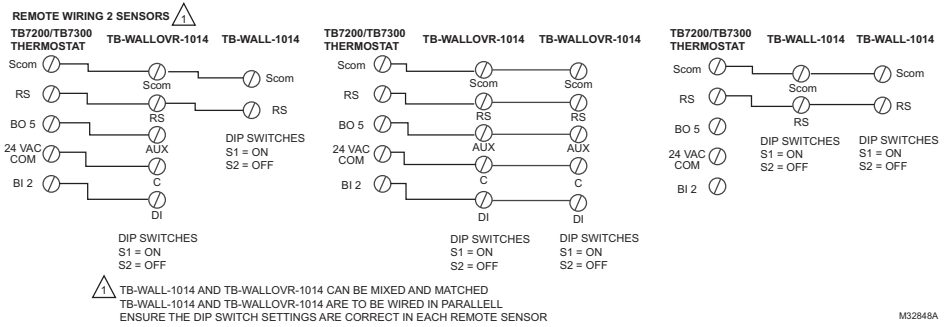 REMOTE WIRING 2 SENSORS 1
TB7200/TB7300
THERMOSTAT
TB-WALLOVR-1014
TB-WALL-1014
Scom
Scom
Scom
RS
RS
RS
BO 5
AUX
24 VAC
COM
C
BI 2
DI
DIP SWITCHES
S1 = ON
S2 = OFF
DIP SWITCHES
S1 = ON
S2 = OFF
TB7200/TB7300
THERMOSTAT
TB-WALLOVR-1014
TB-WALLOVR-1014
Scom
Scom
Scom
RS
RS
RS
BO 5
AUX
AUX
24 VAC
COM
C
C
BI 2
DI
DI
DIP SWITCHES
S1 = ON
S2 = OFF
DIP SWITCHES
S1 = ON
S2 = OFF
TB7200/TB7300
THERMOSTAT
TB-WALL-1014
TB-WALL-1014
Scom
Scom
Scom
RS
RS
RS
BO 5
24 VAC
COM
BI 2
DIP SWITCHES
S1 = ON
S2 = OFF
DIP SWITCHES
S1 = ON
S2 = OFF
1 TB-WALL-1014 AND TB-WALLOVR-1014 CAN BE MIXED AND MATCHED
TB-WALL-1014 AND TB-WALLOVR-1014 ARE TO BE WIRED IN PARALLELL
ENSURE THE DIP SWITCH SETTINGS ARE CORRECT IN EACH REMOTE SENSOR
M32848A